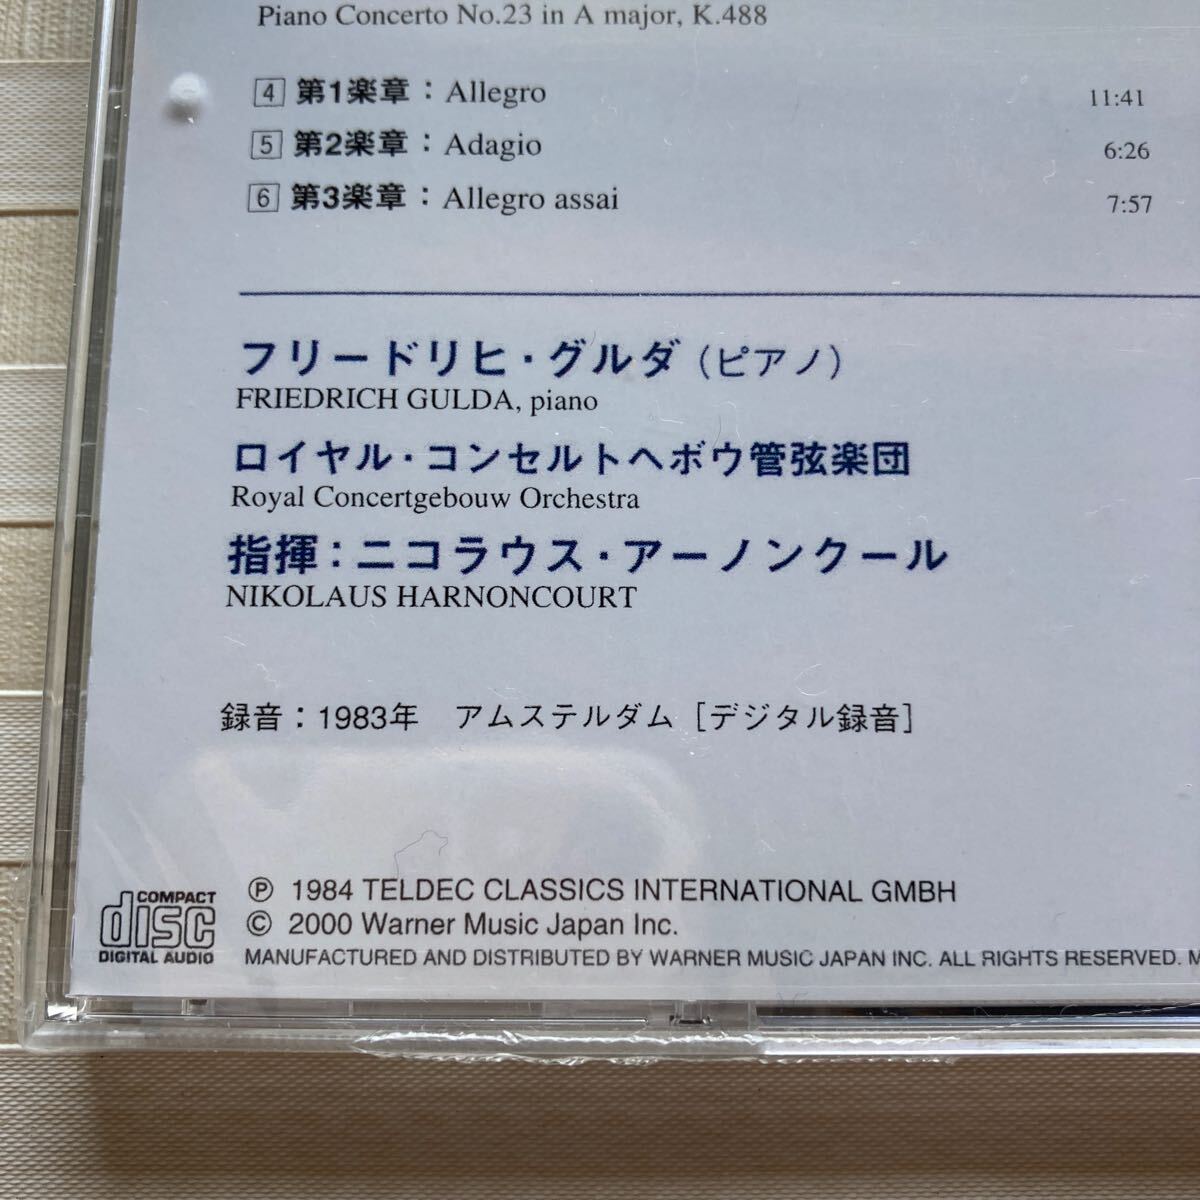 Piano Concerto No.23 in A major, K.488
4 第1楽章：Allegro 11:41
5 第2楽章：Adagio 6:26
6 第3楽章：Allegro assai 7:57
フリードリヒ・グルダ（ピアノ）
FRIEDRICH GULDA, piano
ロイヤル・コンセルトヘボウ管弦楽団
Royal Concertgebouw Orchestra
指揮：ニコラウス・アーノンクール
NIKOLAUS HARNONCOURT
録音：1983年　アムステルダム［デジタル録音］
COMPACT
disc
DIGITAL AUDIO
Ⓟ 1984 TELDEC CLASSICS INTERNATIONAL GMBH
© 2000 Warner Music Japan Inc.
MANUFACTURED AND DISTRIBUTED BY WARNER MUSIC JAPAN INC. ALL RIGHTS RESERVED.